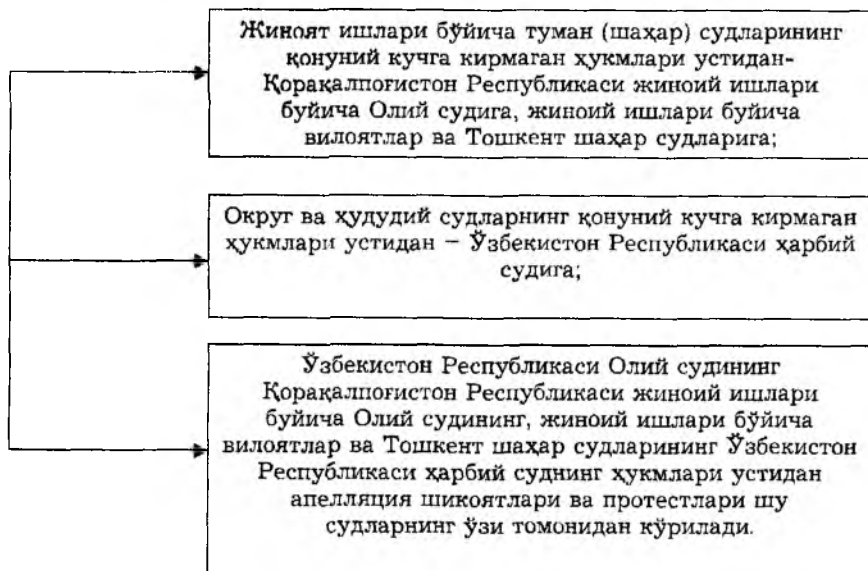 Жиноят ишлари бўйича туман (шаҳар) судларининг
қонуний кучга кирмаган ҳукмлари устидан-
Қорақалпоғистон Республикаси жиноий ишлари
буйича Олий судига, жиноий ишлари буйича
вилоятлар ва Тошкент шаҳар судларига;
Округ ва ҳудудий судларнинг қонуний кучга кирмаган
ҳукмлари устидан – Ўзбекистон Республикаси ҳарбий
судига;
Ўзбекистон Республикаси Олий судининг
Қорақалпоғистон Республикаси жиноий ишлари
буйича Олий судининг, жиноий ишлари бўйича
вилоятлар ва Тошкент шаҳар судларининг Ўзбекистон
Республикаси ҳарбий суднинг ҳукмлари устидан
апелляция шикоятлари ва протестлари шу
судларнинг ўзи томонидан кўрилади.